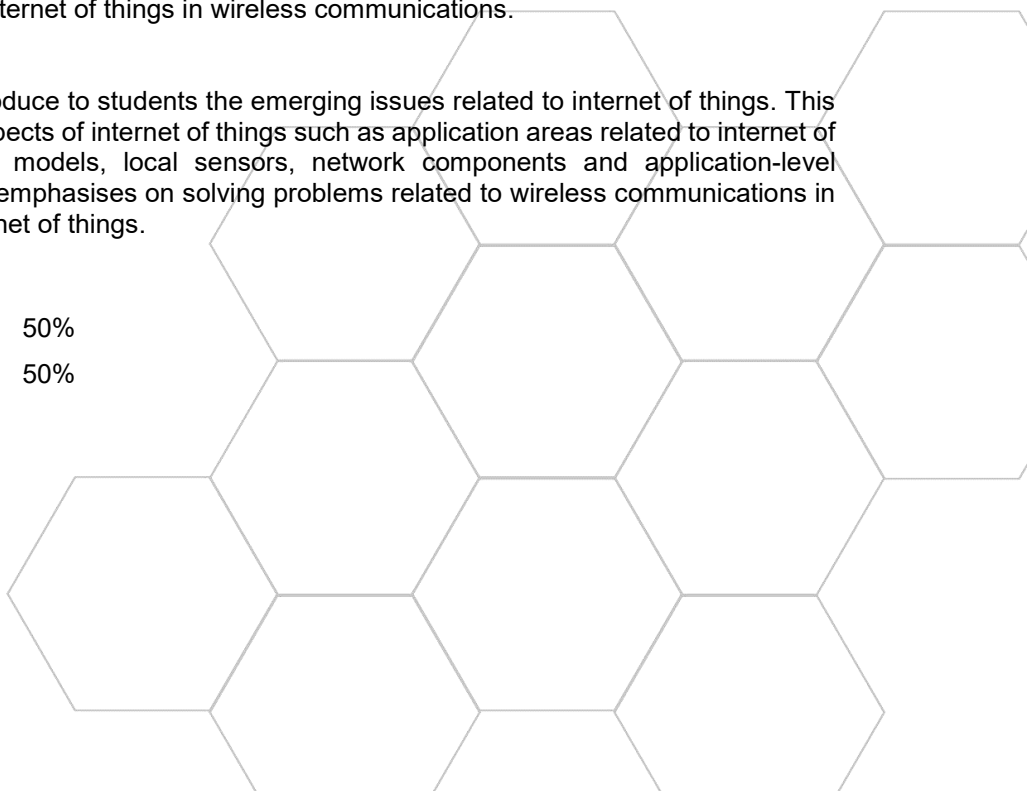 ternet of things in wireless communications.
duce to students the emerging issues related to internet of things. This
pects of internet of things such as application areas related to internet of
models, local sensors, network components and application-level
emphasises on solving problems related to wireless communications in
net of things.
50%
50%